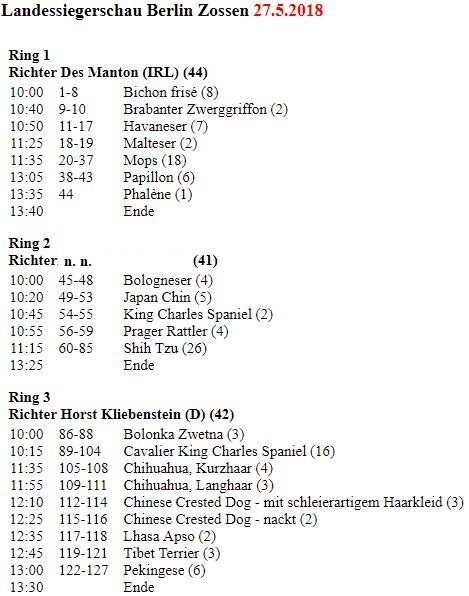 Landessiegerschau Berlin Zossen 27.5.2018
Ring 1
Richter Des Manton (IRL) (44)
10:00 1-8 Bichon frisé (8)
10:40 9-10 Brabanter Zwerggriffon (2)
10:50 11-17 Havaneser (7)
11:25 18-19 Malteser (2)
11:35 20-37 Mops (18)
13:05 38-43 Papillon (6)
13:35 44 Phalène (1)
13:40 Ende
Ring 2
Richter n. n. (41)
10:00 45-48 Bologneser (4)
10:20 49-53 Japan Chin (5)
10:45 54-55 King Charles Spaniel (2)
10:55 56-59 Prager Rattler (4)
11:15 60-85 Shih Tzu (26)
13:25 Ende
Ring 3
Richter Horst Kliebenstein (D) (42)
10:00 86-88 Bolonka Zwetna (3)
10:15 89-104 Cavalier King Charles Spaniel (16)
11:35 105-108 Chihuahua, Kurzhaar (4)
11:55 109-111 Chihuahua, Langhaar (3)
12:10 112-114 Chinese Crested Dog - mit schleierartigem Haarkleid (3)
12:25 115-116 Chinese Crested Dog - nackt (2)
12:35 117-118 Lhasa Apso (2)
12:45 119-121 Tibet Terrier (3)
13:00 122-127 Pekingese (6)
13:30 Ende